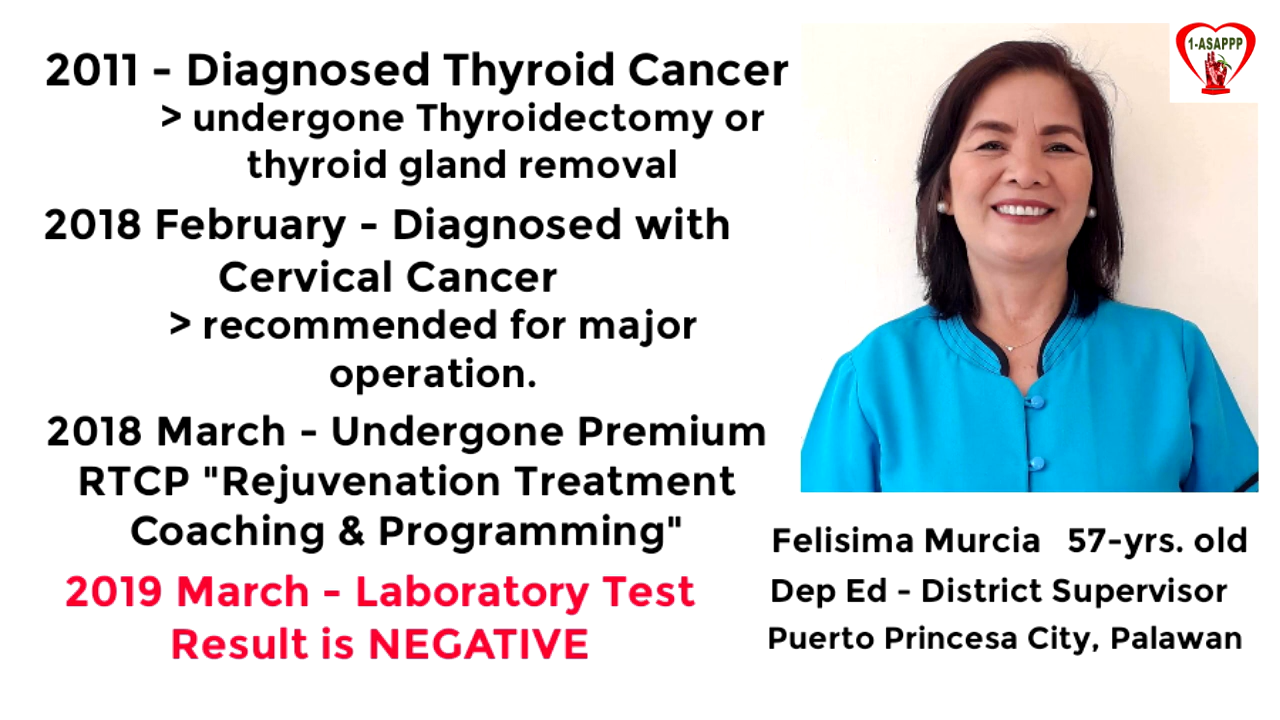 2011 - Diagnosed Thyroid Cancer
> undergone Thyroidectomy or
thyroid gland removal
2018 February - Diagnosed with
Cervical Cancer
> recommended for major
operation.
2018 March - Undergone Premium
RTCP "Rejuvenation Treatment
Coaching & Programming"
2019 March - Laboratory Test
Result is NEGATIVE
1-ASAPPP
Felisima Murcia 57-yrs. old
Dep Ed - District Supervisor
Puerto Princesa City, Palawan